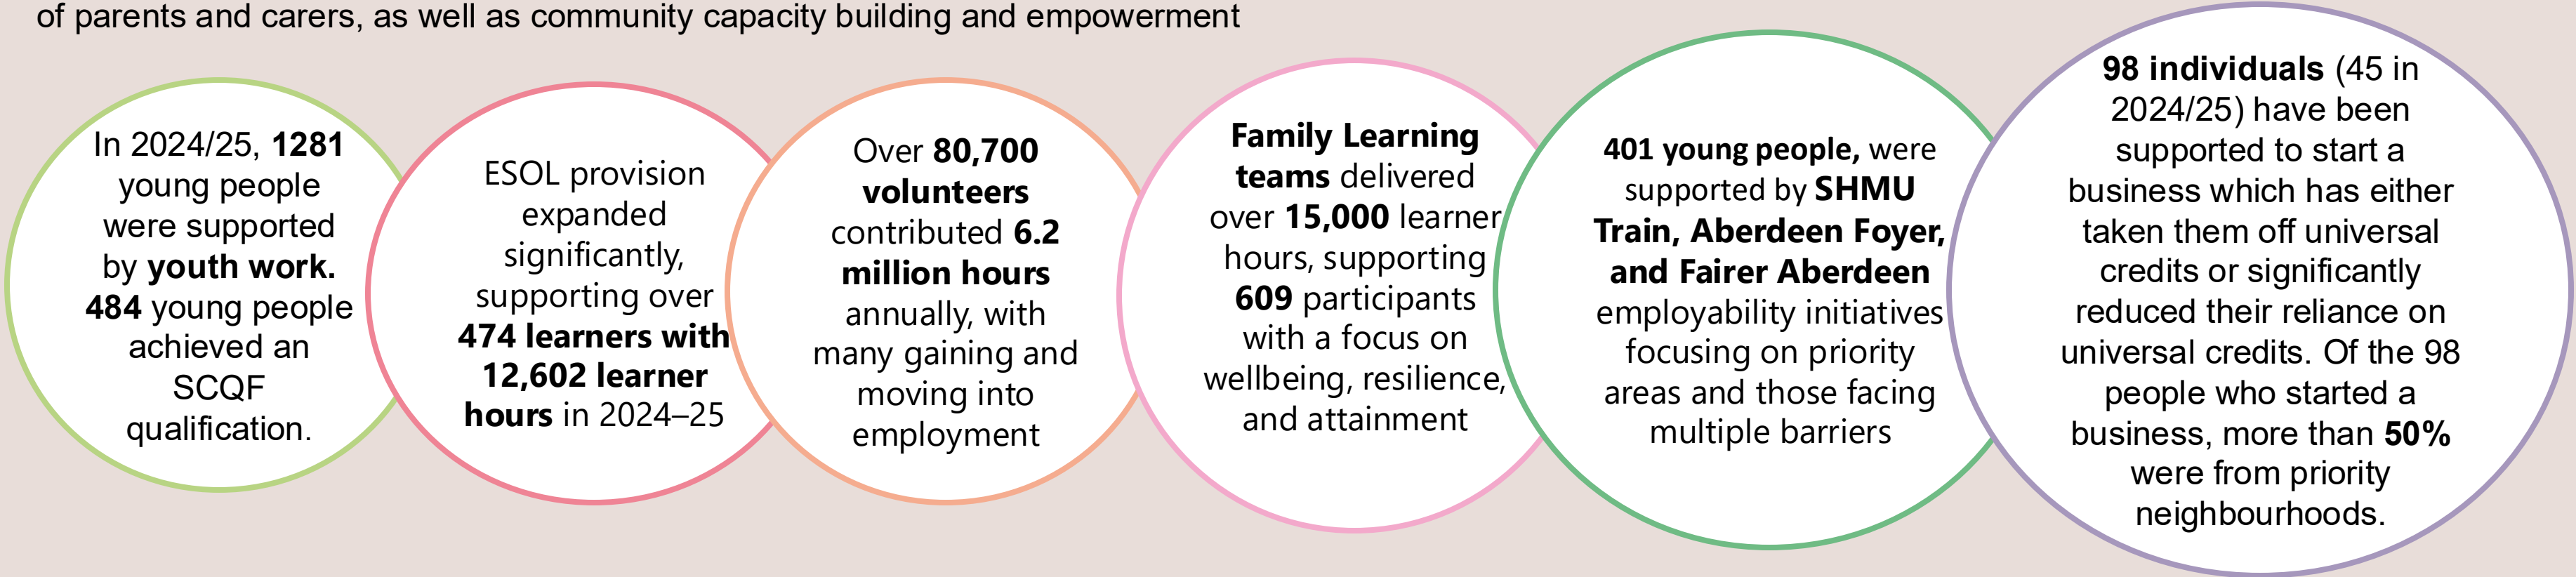 of parents and carers, as well as community capacity building and empowerment
In 2024/25, 1281
young people
were supported
by youth work.
484 young people
achieved an
SCQF
qualification.
ESOL provision
expanded
significantly,
supporting over
474 learners with
12,602 learner
hours in 2024–25
Over 80,700
volunteers
contributed 6.2
million hours
annually, with
many gaining and
moving into
employment
Family Learning
teams delivered
over 15,000 learner
hours, supporting
609 participants
with a focus on
wellbeing, resilience,
and attainment
401 young people, were
supported by SHMU
Train, Aberdeen Foyer,
and Fairer Aberdeen
employability initiatives
focusing on priority
areas and those facing
multiple barriers
98 individuals (45 in
2024/25) have been
supported to start a
business which has either
taken them off universal
credits or significantly
reduced their reliance on
universal credits. Of the 98
people who started a
business, more than 50%
were from priority
neighbourhoods.